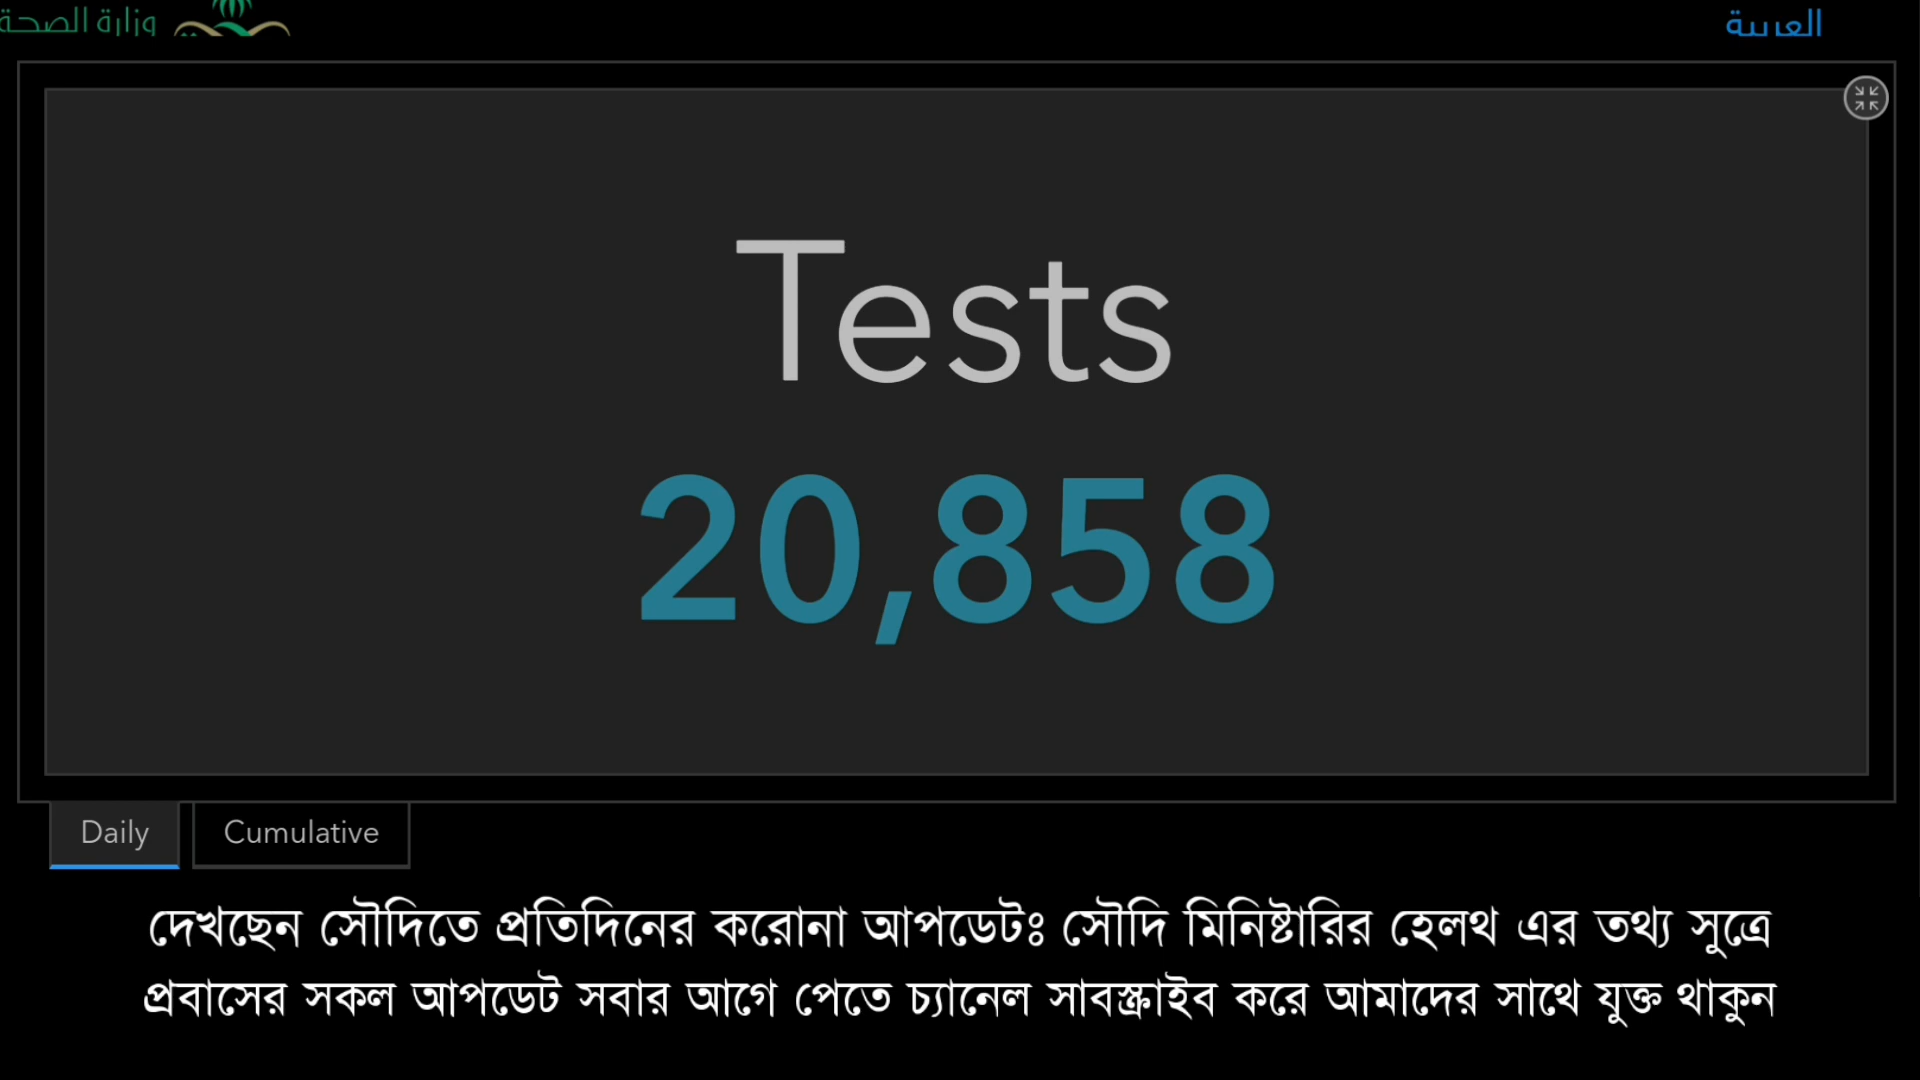 وزارة الصحة
العربية
Tests
20,858
Daily
Cumulative
দেখছেন সৌদিতে প্রতিদিনের করোনা আপডেটঃ সৌদি মিনিষ্টারির হেলথ এর তথ্য সুত্রে
প্রবাসের সকল আপডেট সবার আগে পেতে চ্যানেল সাবস্ক্রাইব করে আমাদের সাথে যুক্ত থাকুন